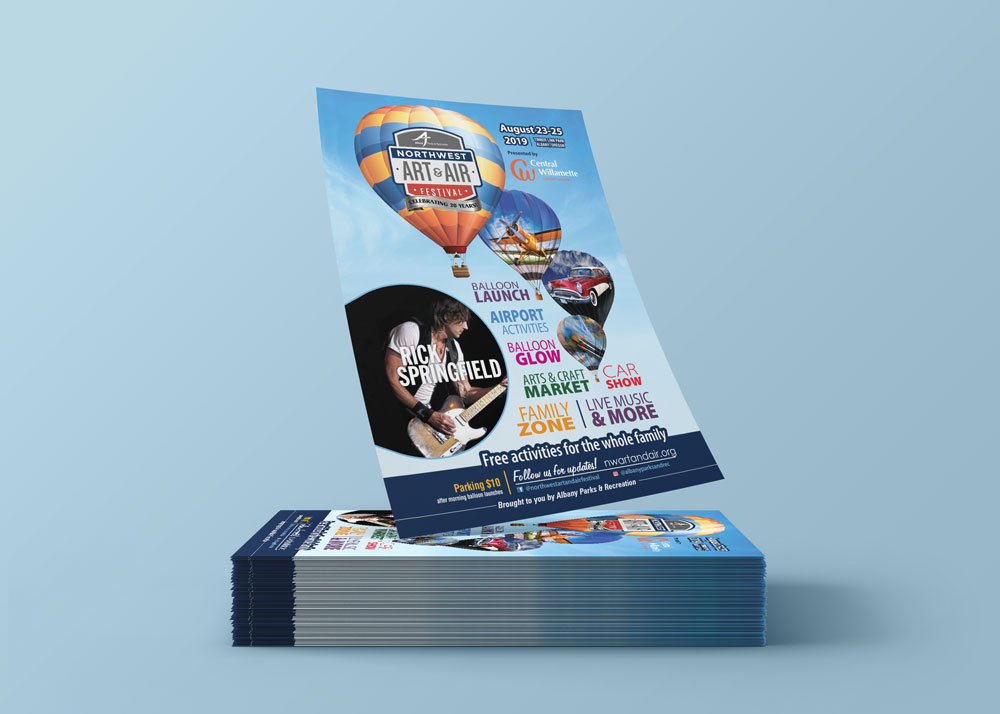 NORTHWEST
ART & AIR
FESTIVAL
CELEBRATING 20 YEARS!
August 23-25
2019
ALBANY, OREGON
Presented by
Central
Willamette
BALLOON
LAUNCH
AIRPORT
ACTIVITIES
BALLOON
GLOW
ARTS & CRAFT
MARKET
CAR
SHOW
FAMILY
ZONE
LIVE MUSIC
& MORE
RICK
SPRINGFIELD
Free activities for the whole family
Parking $10
after morning balloon launches
Follow us for updates! nwartandair.org
@northwestartandairfestival @albanyparksandrec
Brought to you by Albany Parks & Recreation